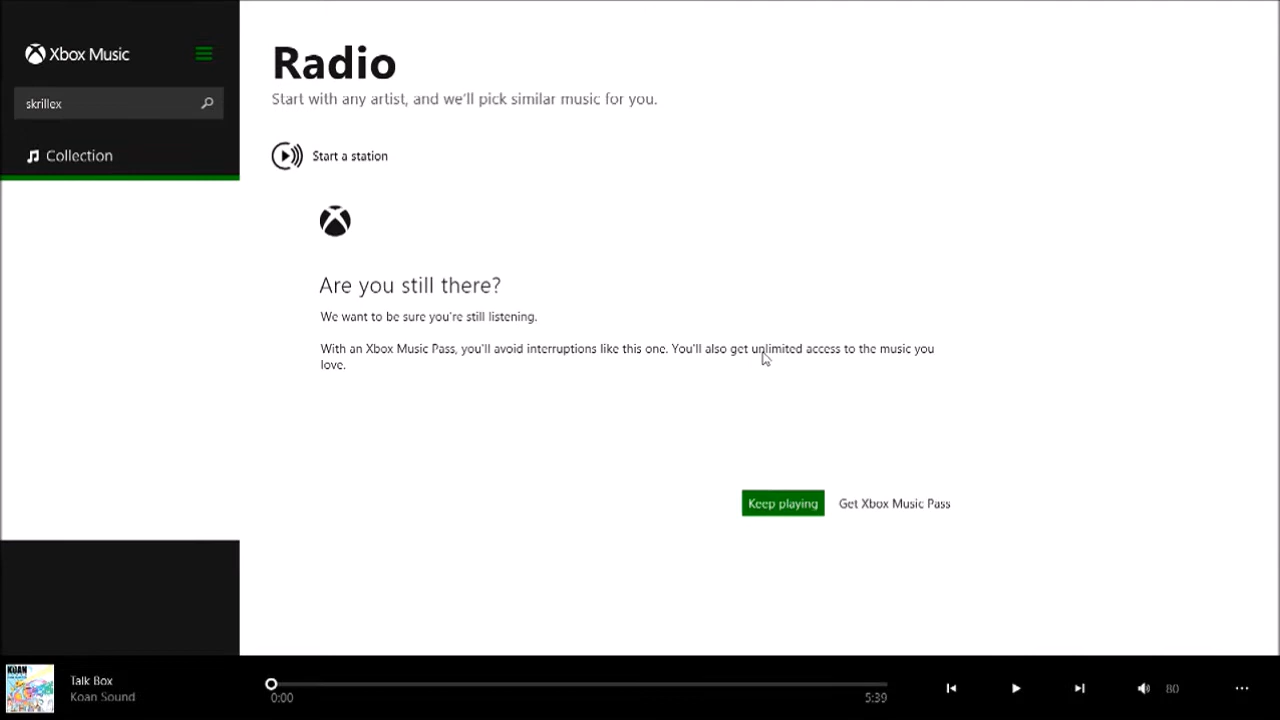 Xbox Music
skrillex
Collection
Radio
Start with any artist, and we'll pick similar music for you.
Start a station
Are you still there?
We want to be sure you're still listening.
With an Xbox Music Pass, you'll avoid interruptions like this one. You'll also get unlimited access to the music you
love.
Keep playing
Get Xbox Music Pass
KOAN
Talk Box
Koan Sound
0:00
5:39
80